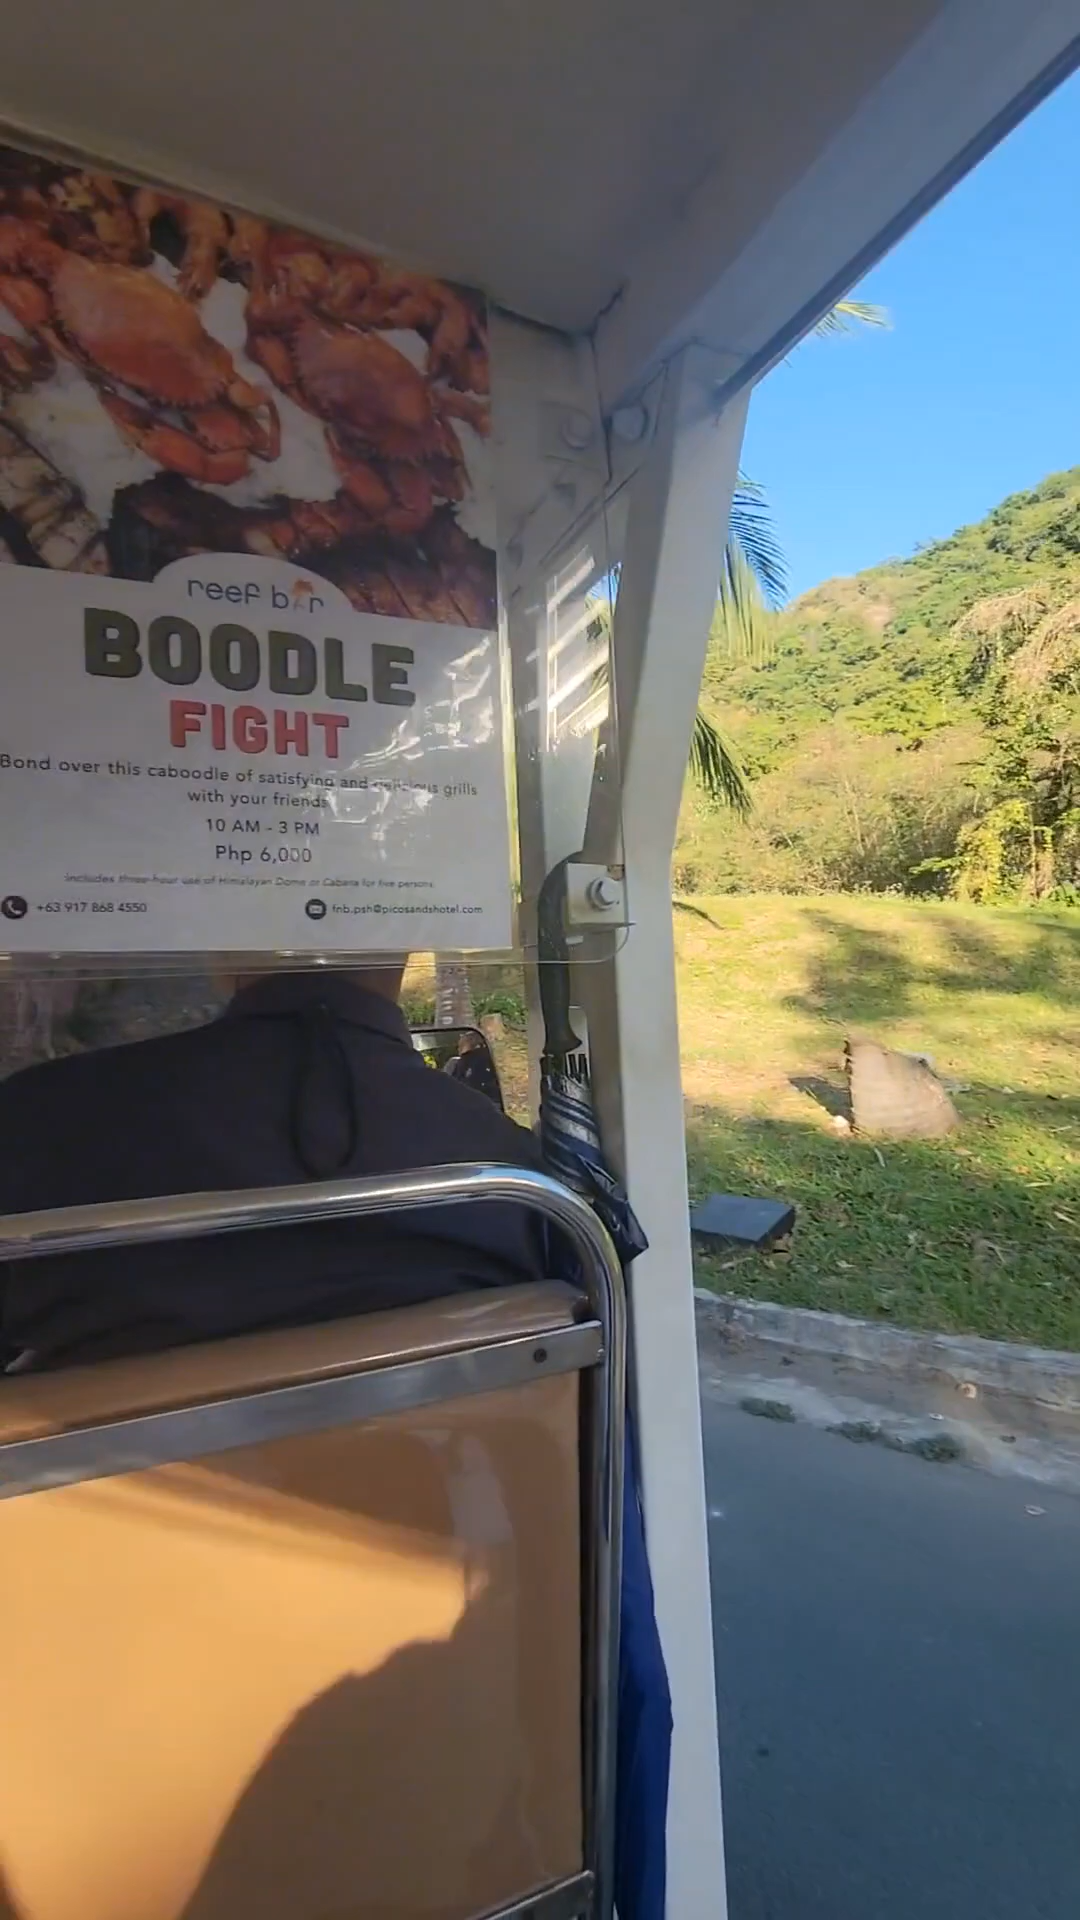 reef bar
BOODLE
FIGHT
Bond over this caboodle of satisfying and delicious grills
with your friends
10 AM - 3 PM
Php 6,000
includes three-hour use of Himalayan Dome or Cabana for five persons
+63 917 868 4550
fnb.psh@picosandshotel.com